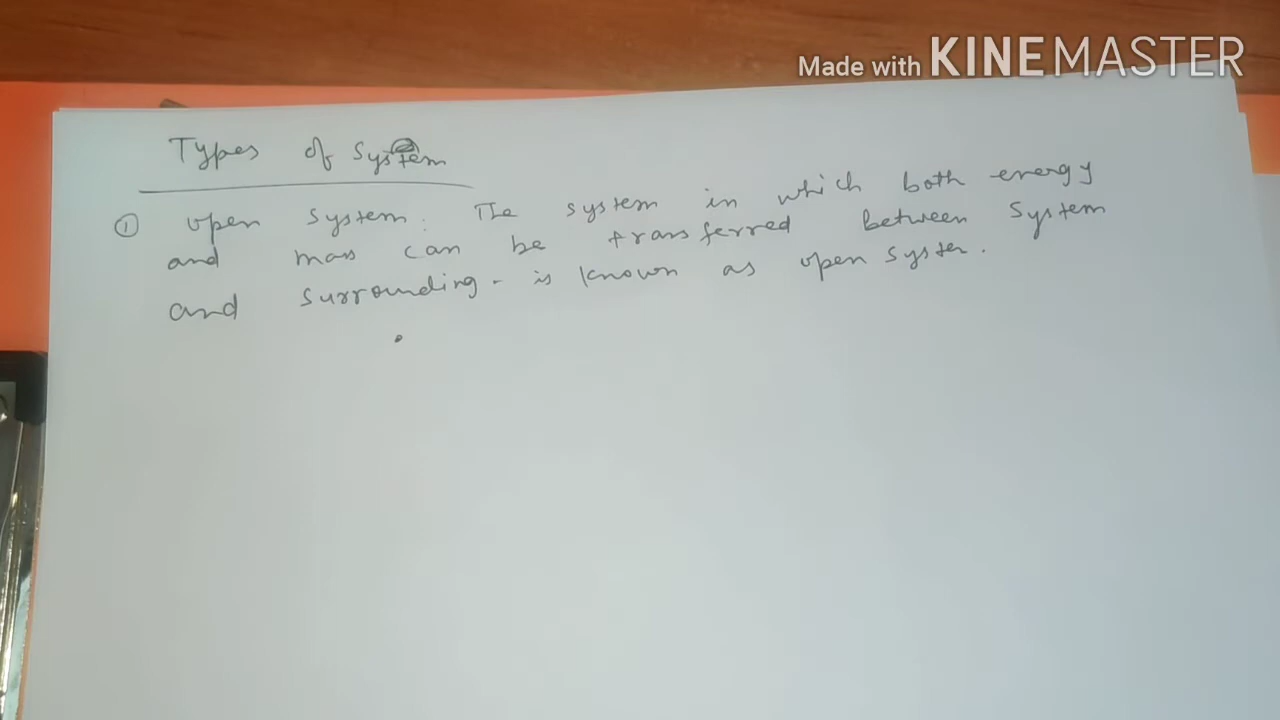 Made with KINEMASTER
Types of System
① open system. The system in which both energy
and mass can be transferred between system
and surrounding. is known as open syster.